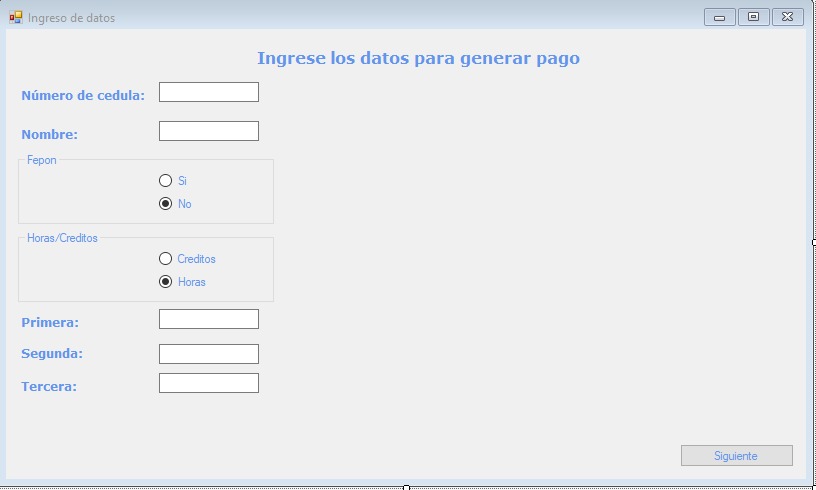 Ingreso de datos
Ingrese los datos para generar pago
Número de cedula:
Nombre:
Fepon
Si
No
Horas/Creditos
Creditos
Horas
Primera:
Segunda:
Tercera:
Siguiente